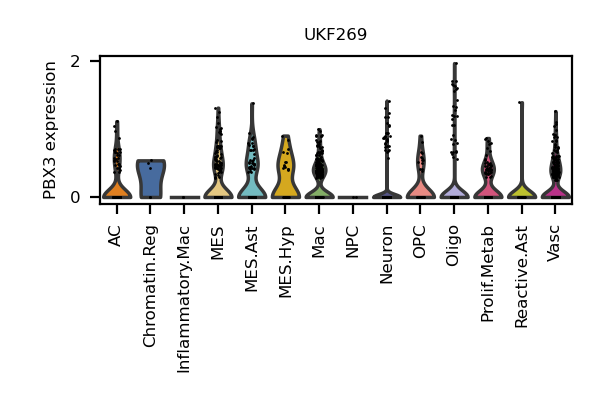 UKF269
PBX3 expression
2
0
AC
Chromatin.Reg
Inflammatory.Mac
MES
MES.Ast
MES.Hyp
Mac
NPC
Neuron
OPC
Oligo
Prolif.Metab
Reactive.Ast
Vasc